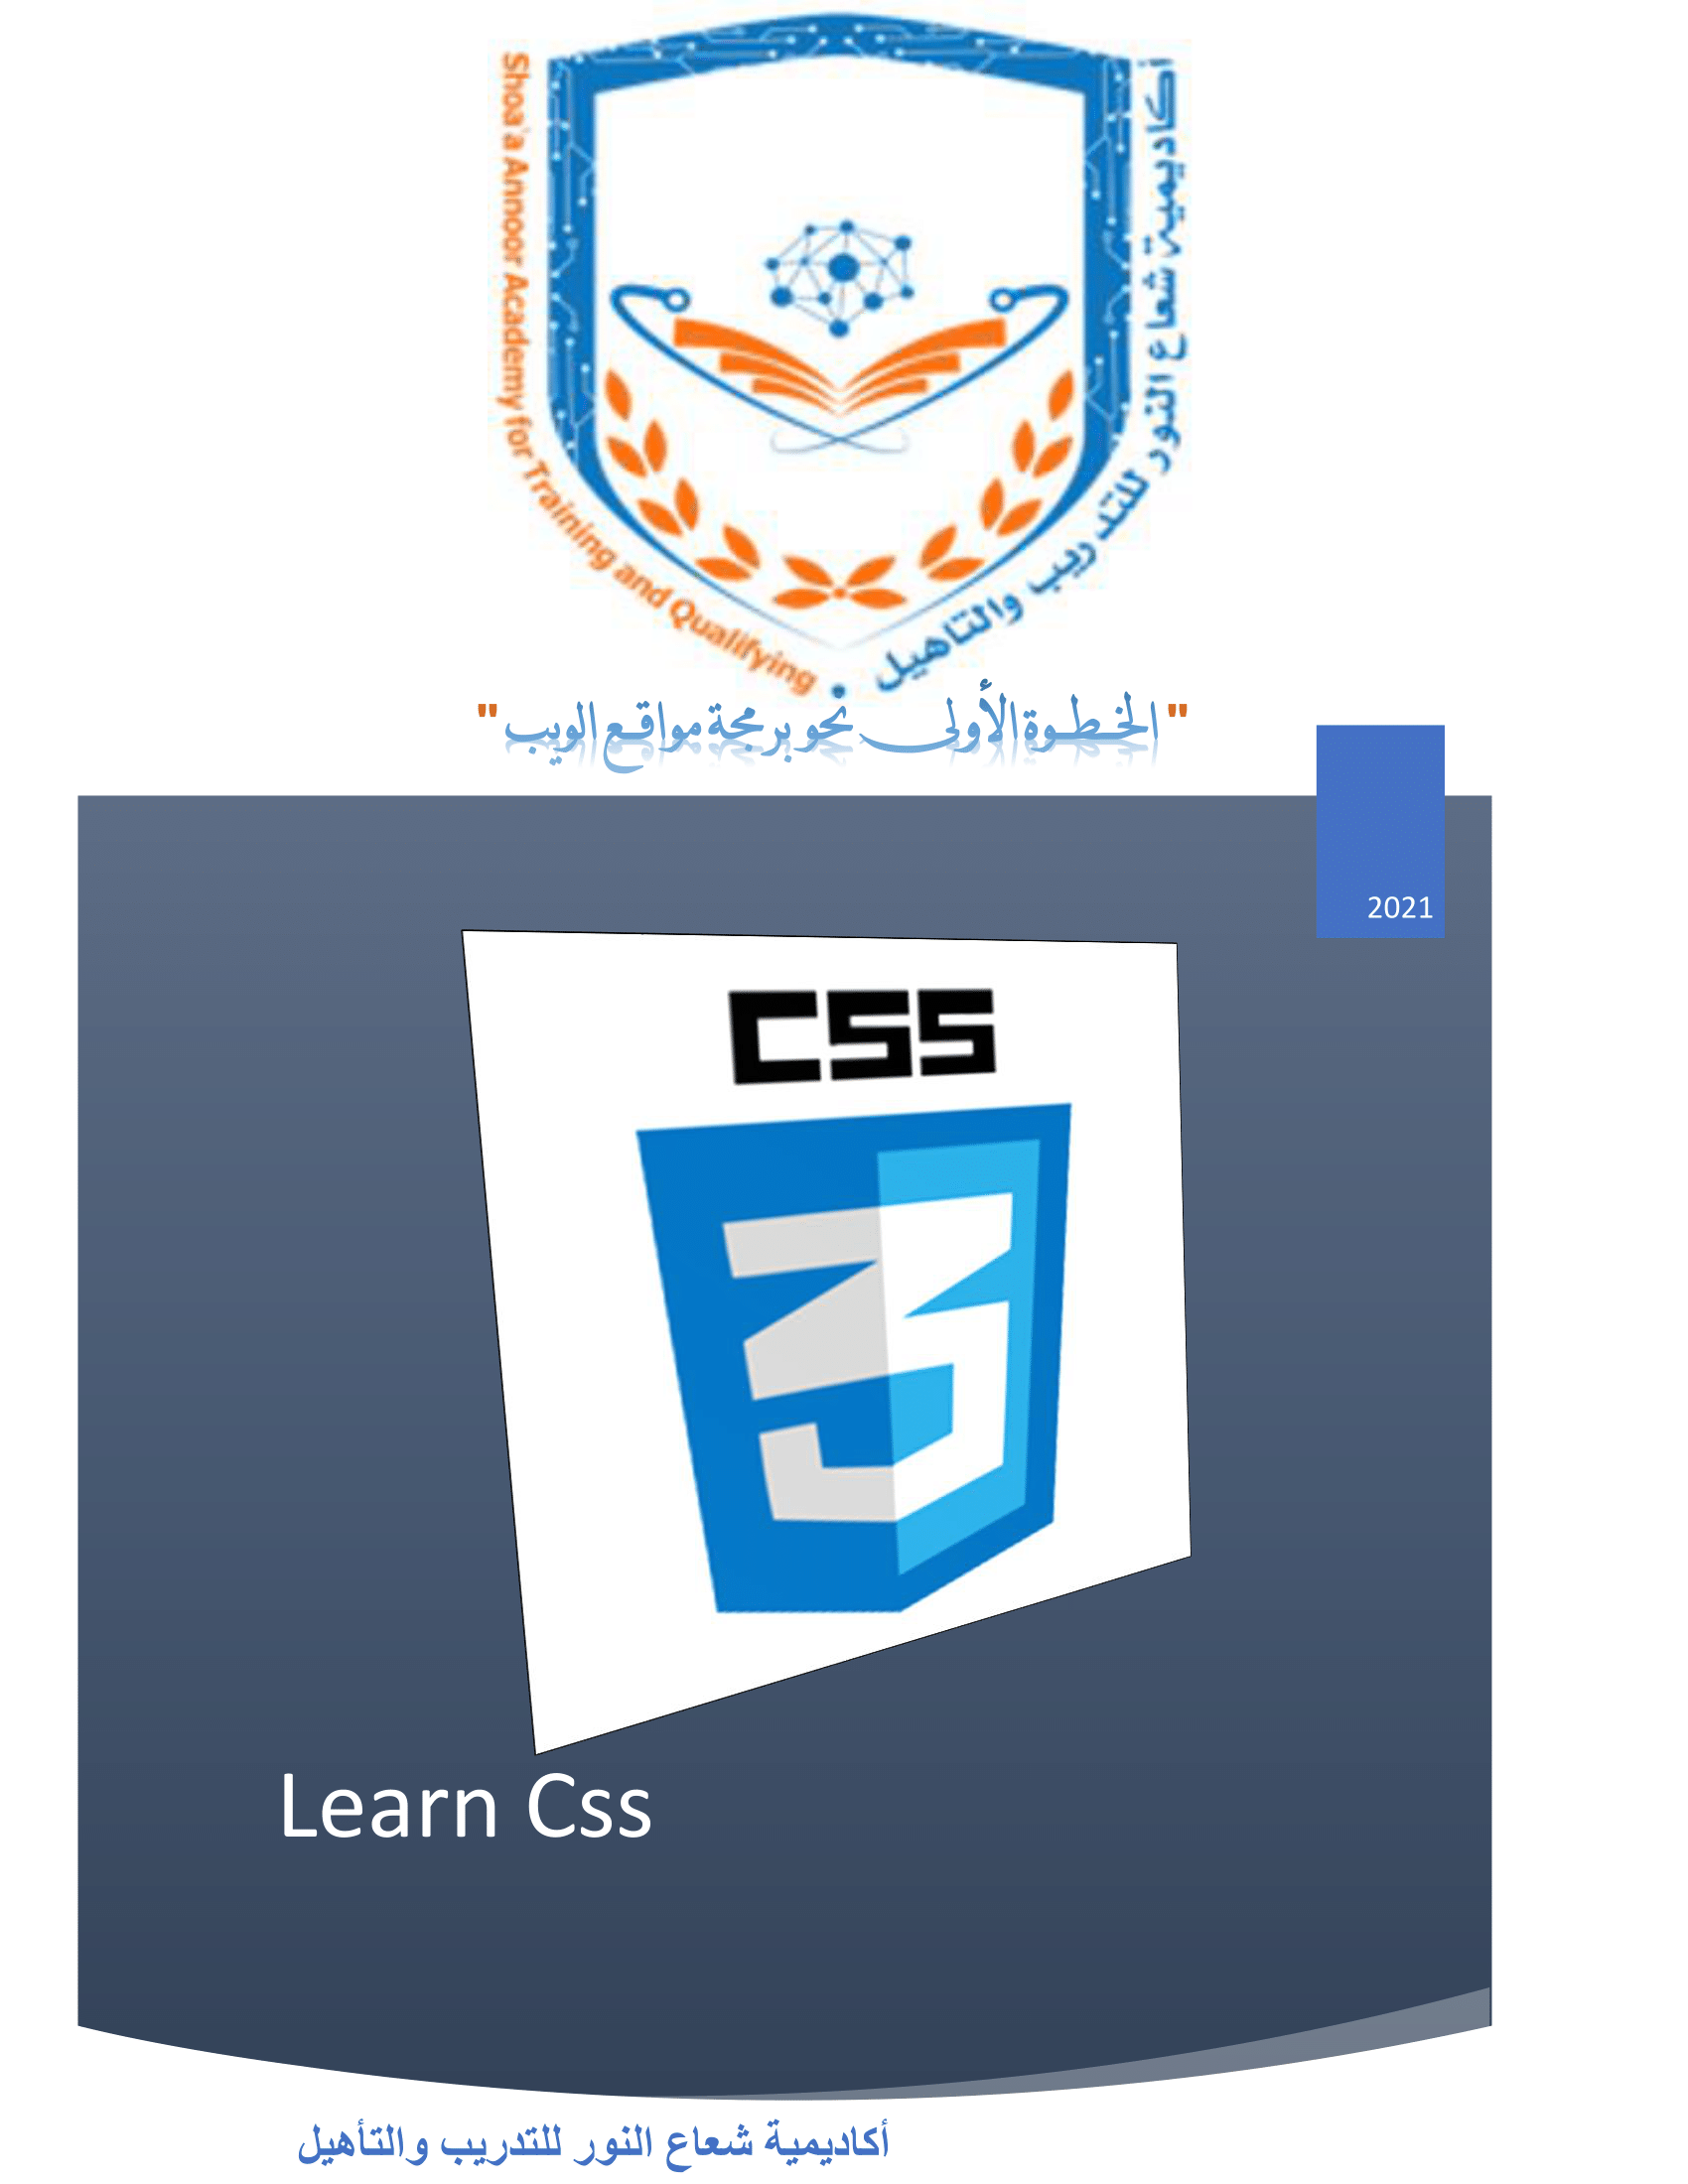 Shoa'a Annoor Academy for Training and Qualifying
أكاديمية شعاع النور للتدريب والتاهيل
"الخطوة الأولى نحو برمجة مواقع الويب"
2021
CSS
3
Learn Css
أكاديمية شعاع النور للتدريب والتأهيل